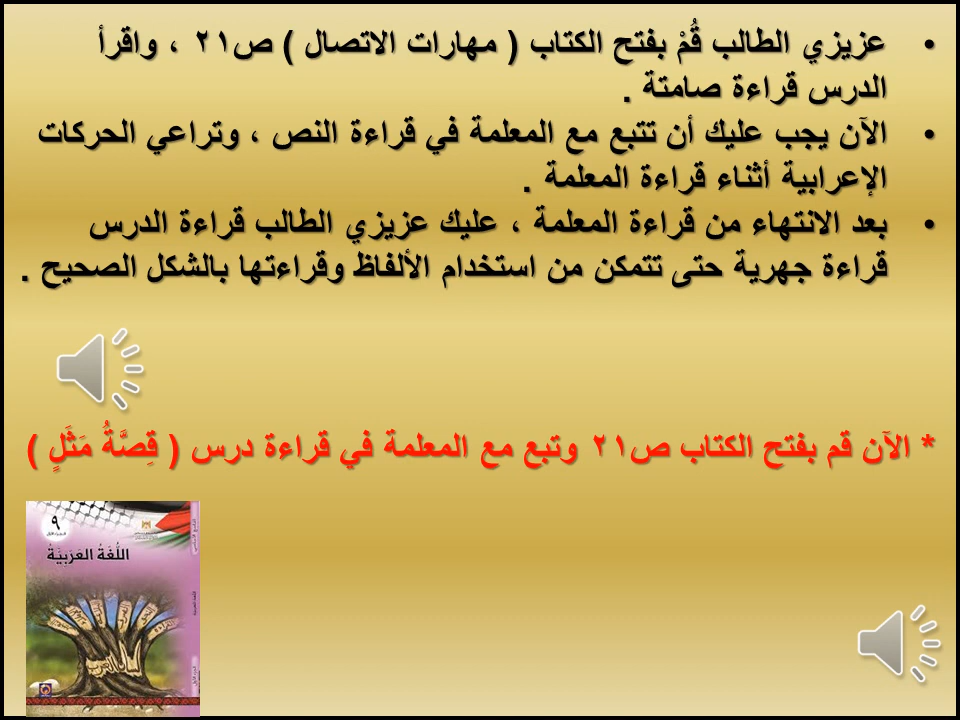 • عزيزي الطالب قُمْ بفتح الكتاب ( مهارات الاتصال ) ص٢١ ، واقرأ
الدرس قراءة صامتة .
• الآن يجب عليك أن تتبع مع المعلمة في قراءة النص ، وتراعي الحركات
الإعرابية أثناء قراءة المعلمة .
• بعد الانتهاء من قراءة المعلمة ، عليك عزيزي الطالب قراءة الدرس
قراءة جهرية حتى تتمكن من استخدام الألفاظ وقراءتها بالشكل الصحيح .
* الآن قم بفتح الكتاب ص٢١ وتبع مع المعلمة في قراءة درس ( قِصَّةُ مَثَلٍ )
٩
اللُّغَةُ العَرَبِيَّةُ